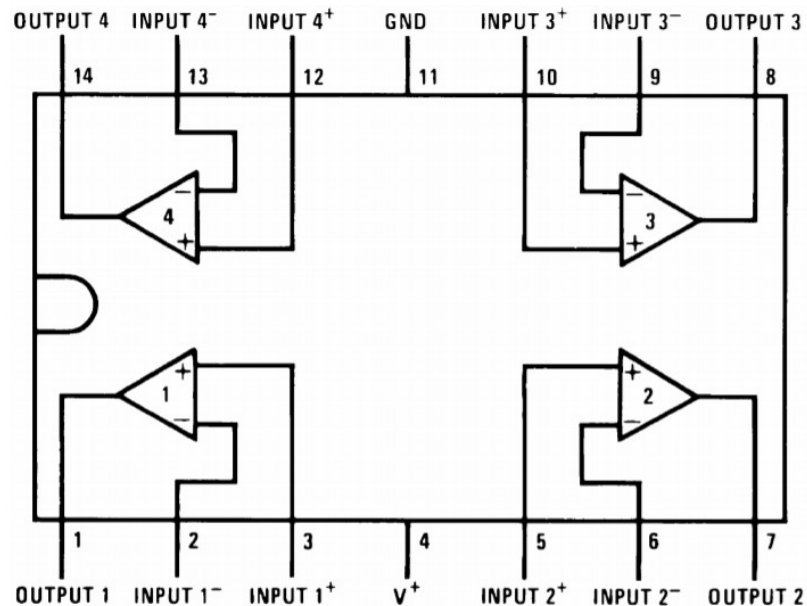 OUTPUT 4 INPUT 4⁻ INPUT 4⁺ GND INPUT 3⁺ INPUT 3⁻ OUTPUT 3
14 13 12 11 10 9 8
− −
4 3
+ +
+ +
1 2
− −
1 2 3 4 5 6 7
OUTPUT 1 INPUT 1⁻ INPUT 1⁺ V⁺ INPUT 2⁺ INPUT 2⁻ OUTPUT 2